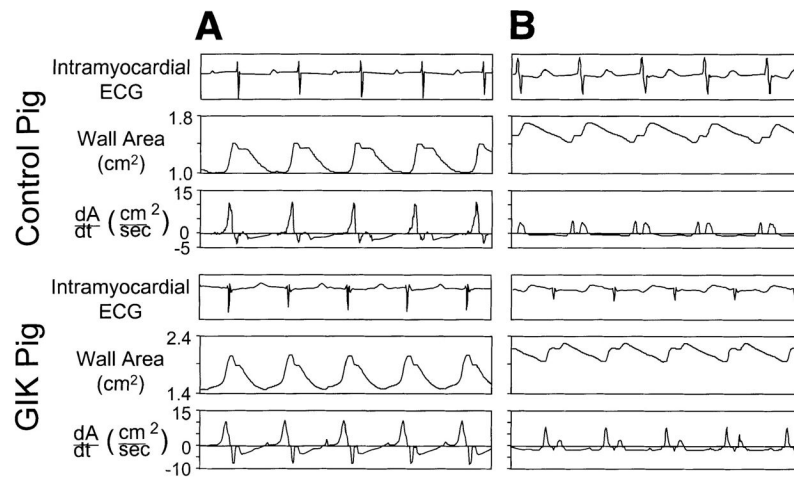 A B
Control Pig
Intramyocardial
ECG
1.8
Wall Area
(cm²)
1.0
15
dA/dt (cm²/sec)
0
-5
GIK Pig
Intramyocardial
ECG
2.4
Wall Area
(cm²)
1.4
15
dA/dt (cm²/sec)
0
-10